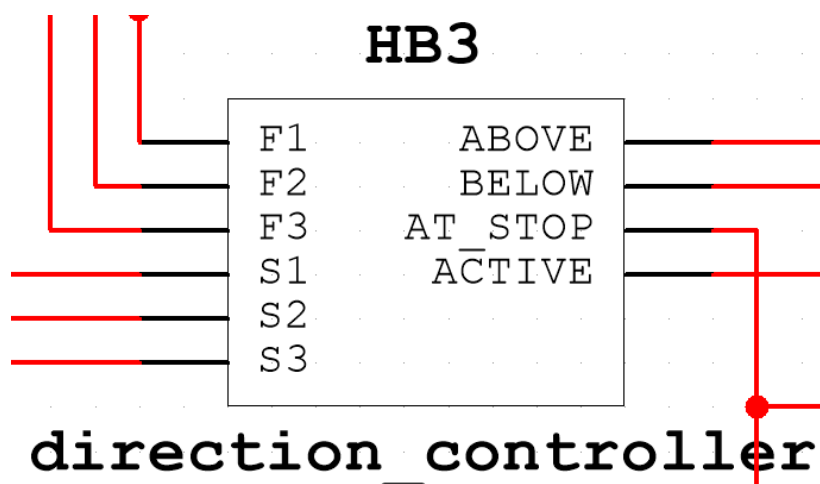 HB3
F1 ABOVE
F2 BELOW
F3 AT_STOP
S1 ACTIVE
S2
S3
direction_controller